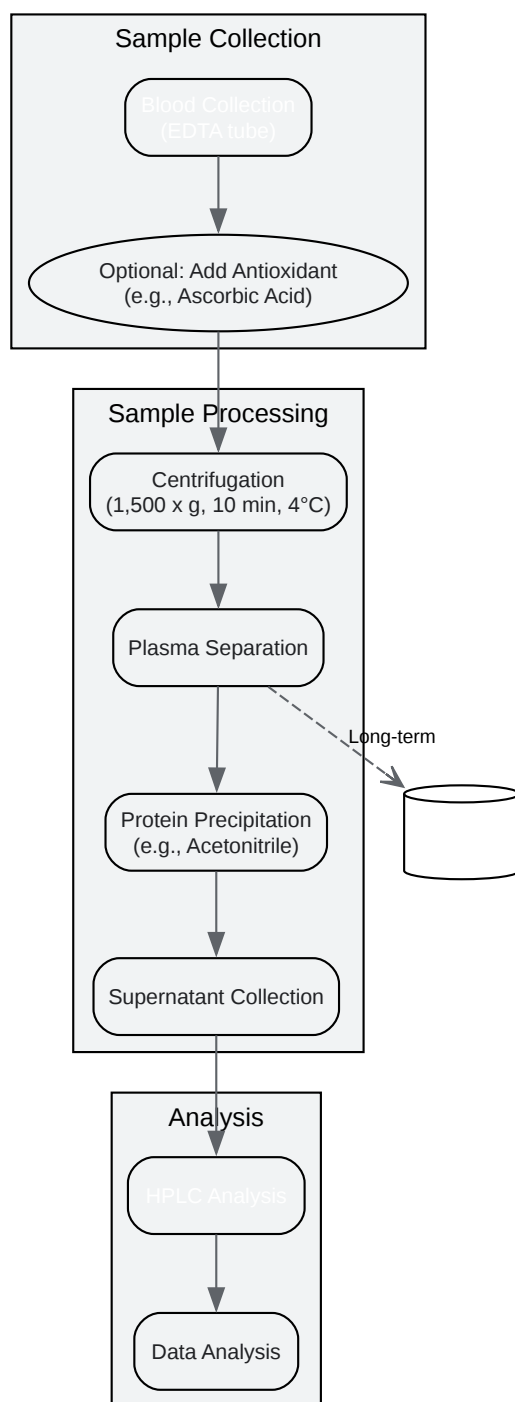 Sample Collection
Blood Collection
(EDTA tube)
Optional: Add Antioxidant
(e.g., Ascorbic Acid)
Sample Processing
Centrifugation
(1,500 x g, 10 min, 4°C)
Plasma Separation
Long-term
Protein Precipitation
(e.g., Acetonitrile)
Supernatant Collection
Analysis
HPLC Analysis
Data Analysis